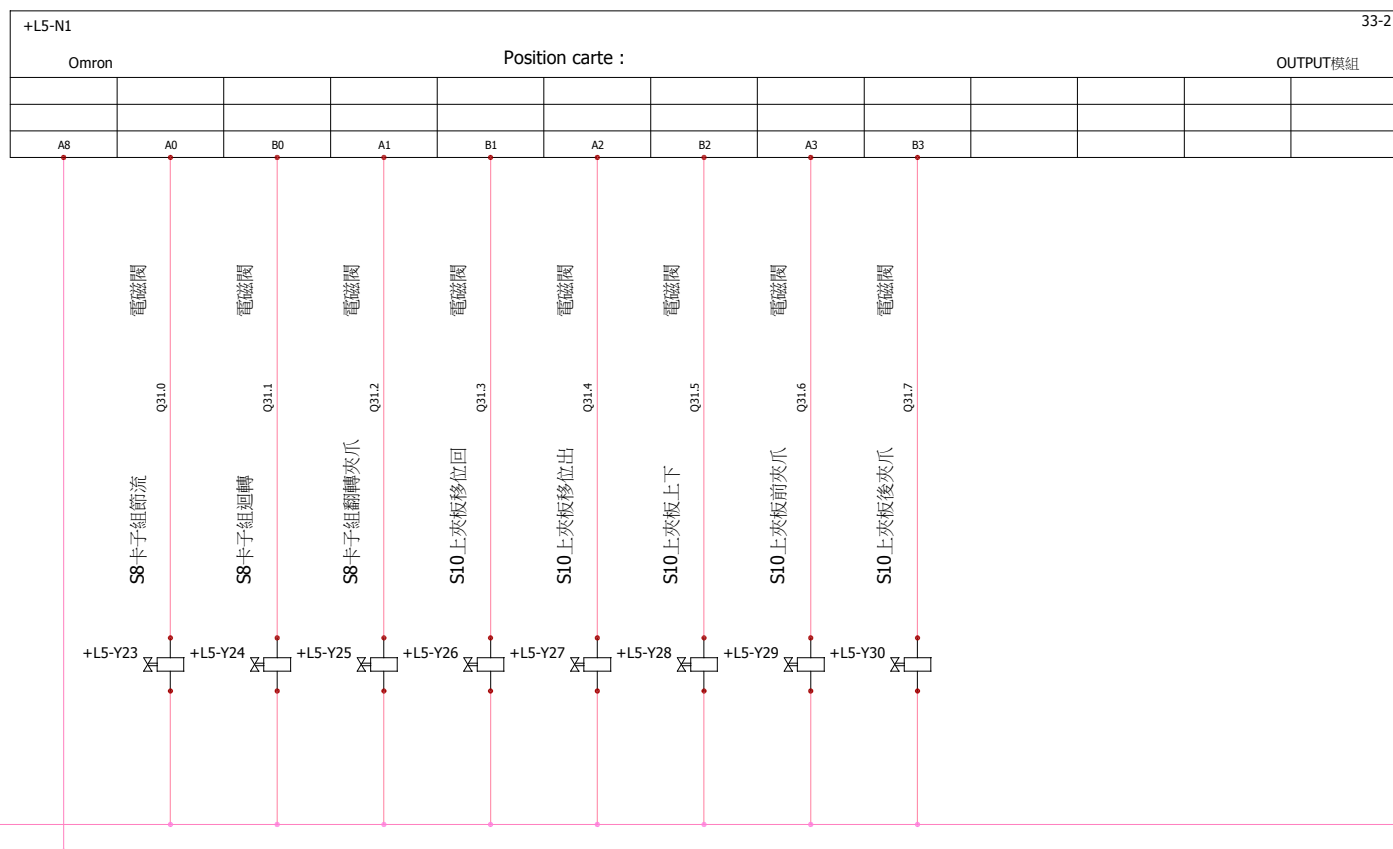 +L5-N1
33-2
Omron
Position carte :
OUTPUT模組
A8
A0
B0
A1
B1
A2
B2
A3
B3
電磁閥
電磁閥
電磁閥
電磁閥
電磁閥
電磁閥
電磁閥
電磁閥
Q31.0
Q31.1
Q31.2
Q31.3
Q31.4
Q31.5
Q31.6
Q31.7
S8卡子組節流
S8卡子組迴轉
S8卡子組翻轉夾爪
S10上夾板移位回
S10上夾板移位出
S10上夾板上下
S10上夾板前夾爪
S10上夾板後夾爪
+L5-Y23
+L5-Y24
+L5-Y25
+L5-Y26
+L5-Y27
+L5-Y28
+L5-Y29
+L5-Y30